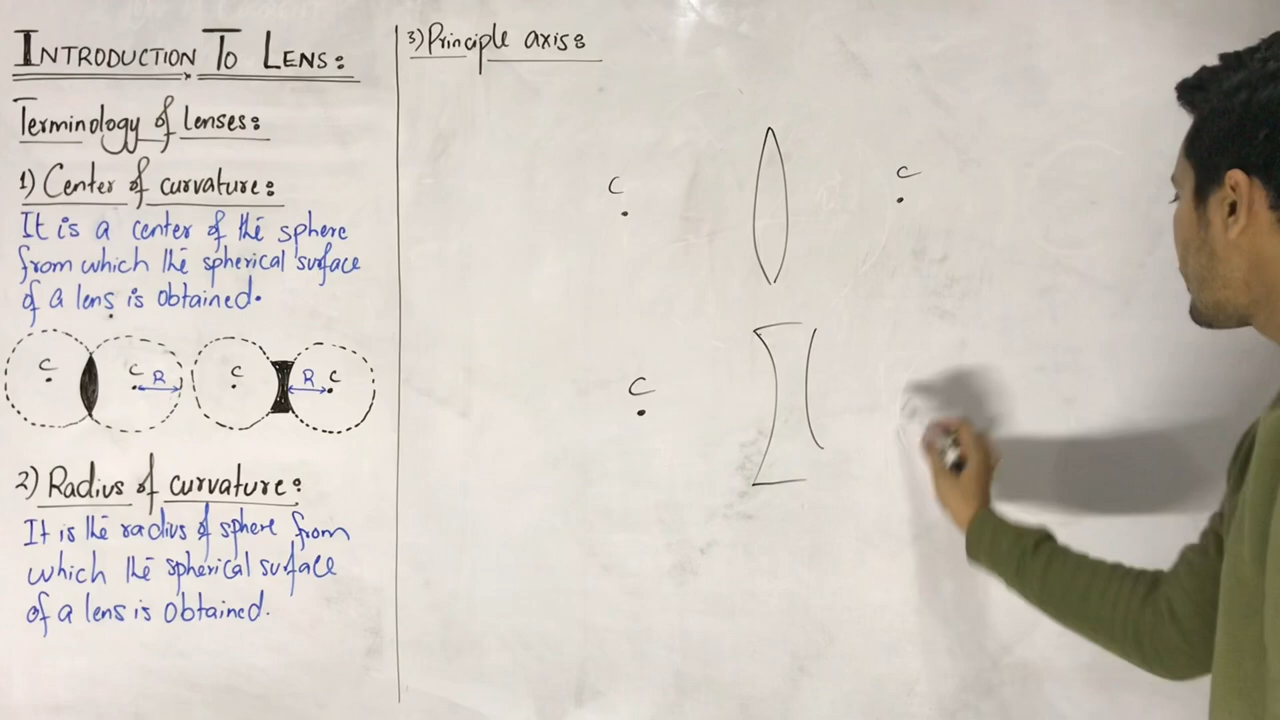 INTRODUCTION TO LENS:
Terminology of lenses:
1) Center of curvature:
It is a center of the sphere
from which the spherical surface
of a lens is obtained.
C C R C R C
2) Radius of curvature:
It is the radius of sphere from
which the spherical surface
of a lens is obtained.
3) Principle axis:
C C
C